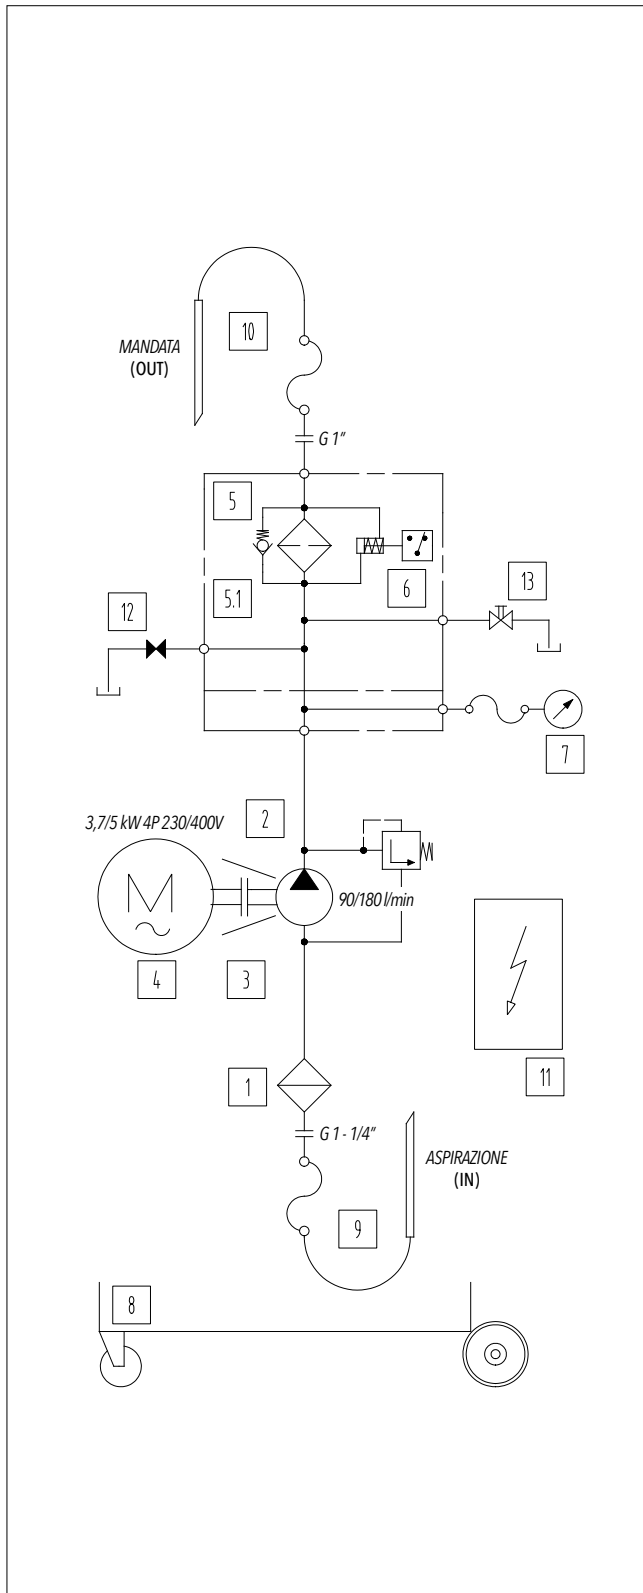 10
MANDATA
(OUT)
G 1"
5
5.1
6
13
12
7
2
3,7/5 kW 4P 230/400V
M
90/180 l/min
4
3
11
1
G 1 - 1/4"
ASPIRAZIONE
(IN)
9
8